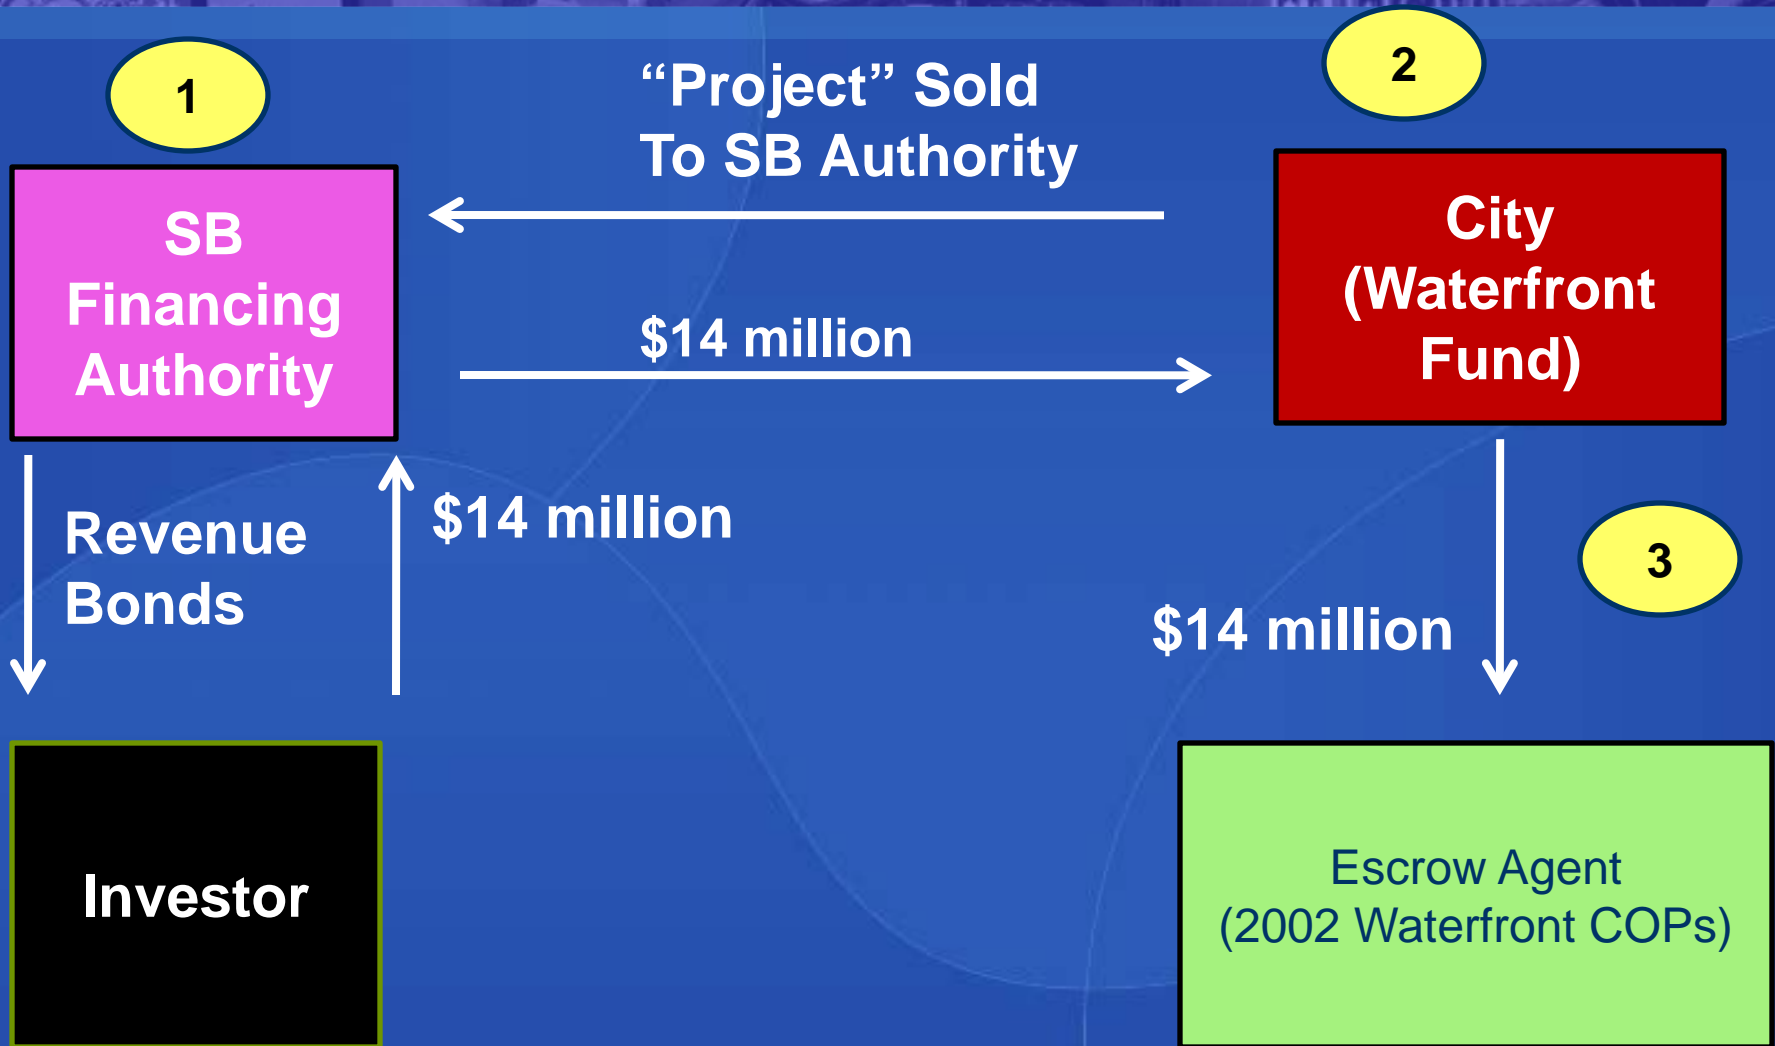 1
“Project” Sold
To SB Authority
2
SB
Financing
Authority
$14 million
City
(Waterfront
Fund)
Revenue
Bonds
$14 million
$14 million
3
Investor
Escrow Agent
(2002 Waterfront COPs)